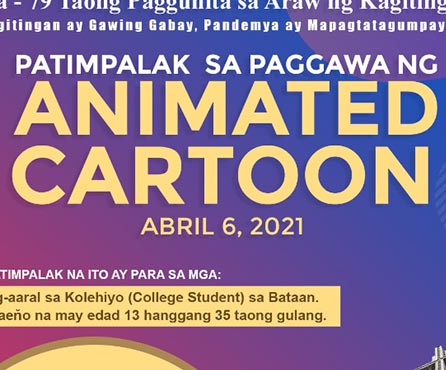 - 79 Taong Paggunita sa Araw ng Kagiting
gitingan ay Gawing Gabay, Pandemya ay Mapagtatagumpay
PATIMPALAK SA PAGGAWA NG
ANIMATED
CARTOON
ABRIL 6, 2021
ATIMPALAK NA ITO AY PARA SA MGA:
g-aaral sa Kolehiyo (College Student) sa Bataan.
aeño na may edad 13 hanggang 35 taong gulang.